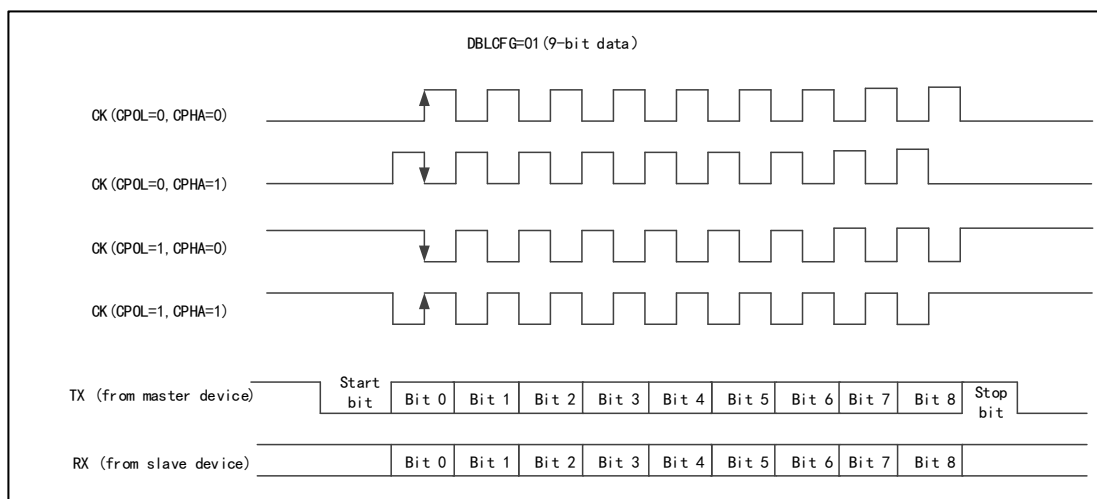 DBLCFG=01(9-bit data)
CK(CPOL=0,CPHA=0)
CK(CPOL=0,CPHA=1)
CK(CPOL=1,CPHA=0)
CK(CPOL=1,CPHA=1)
TX (from master device) Start bit Bit 0 Bit 1 Bit 2 Bit 3 Bit 4 Bit 5 Bit 6 Bit 7 Bit 8 Stop bit
RX (from slave device) Bit 0 Bit 1 Bit 2 Bit 3 Bit 4 Bit 5 Bit 6 Bit 7 Bit 8